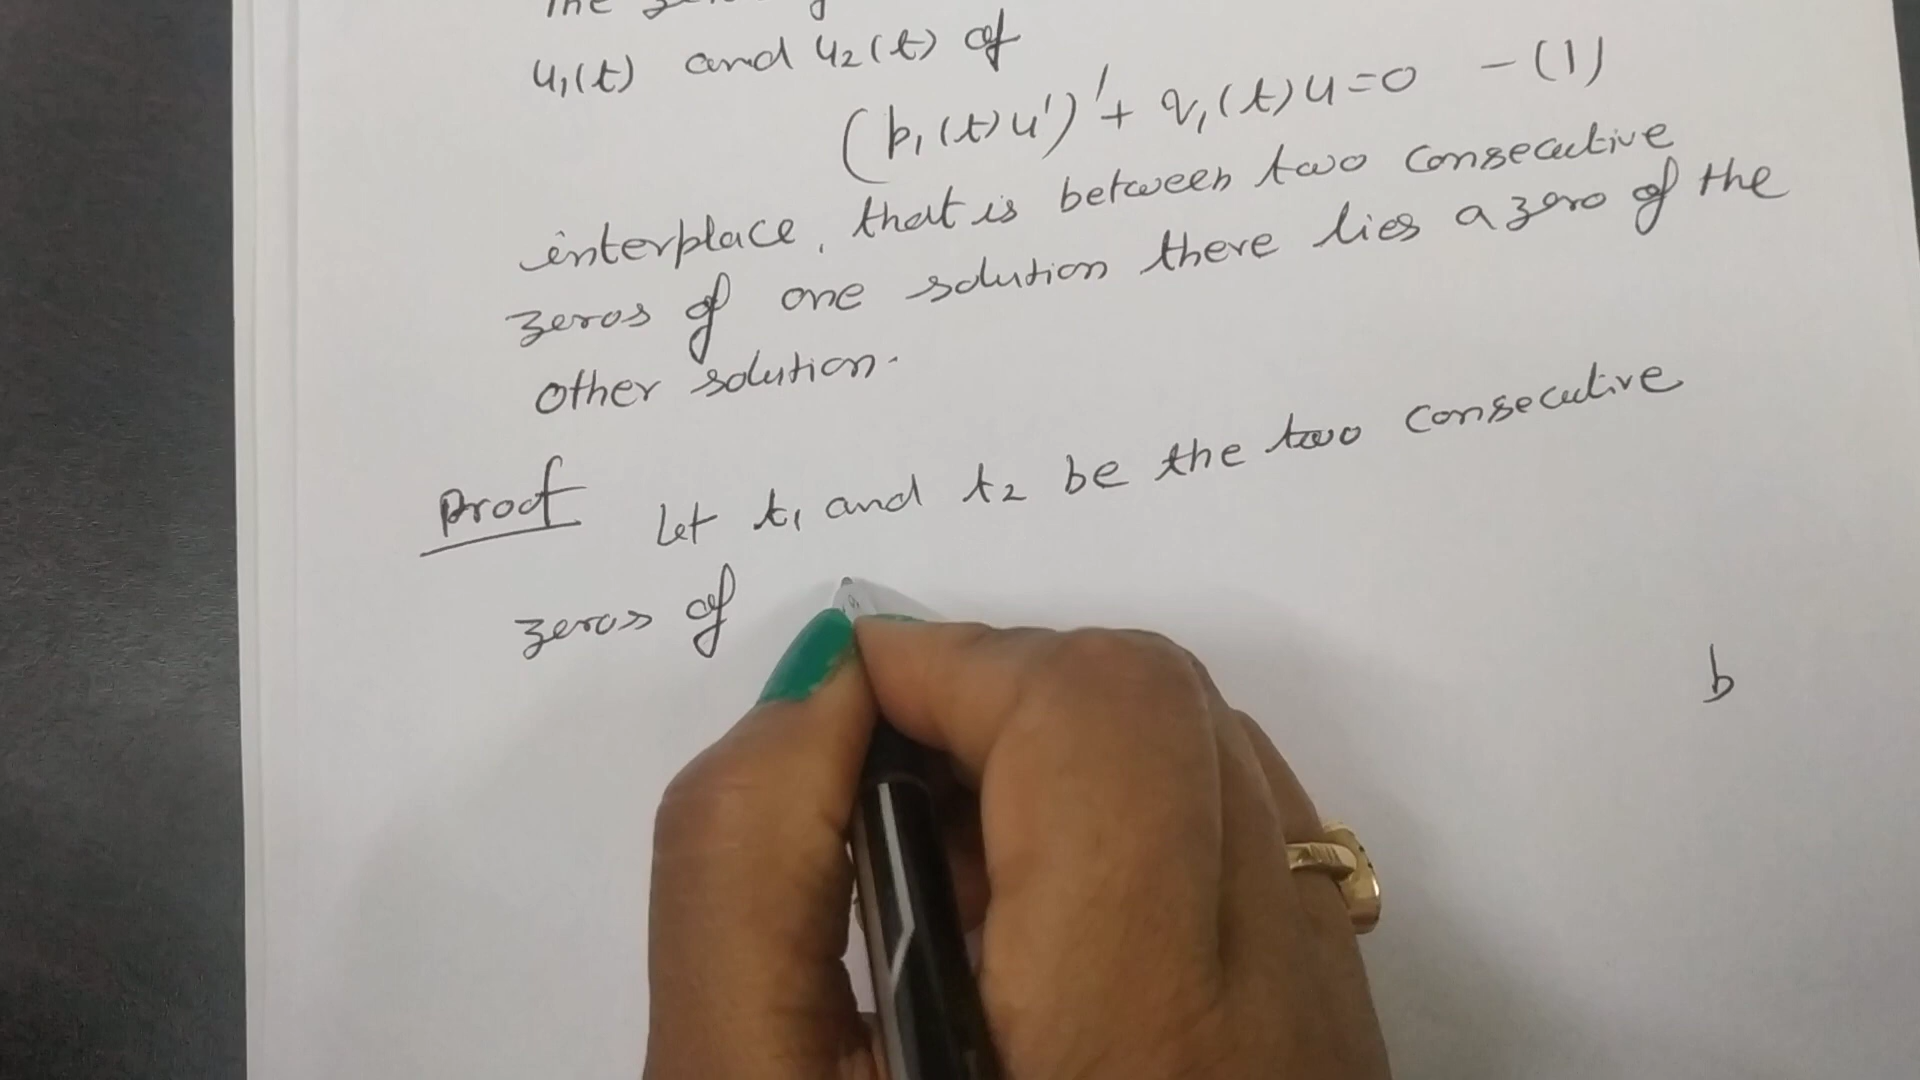 The
u₁(t) and u₂(t) of
(p₁(t)u')' + q₁(t)u=0 -(1)
interplace, that is between two consecutive
zeros of one solution there lies a zero of the
other solution.
Proof Let t₁ and t₂ be the two consecutive
zeros of
b